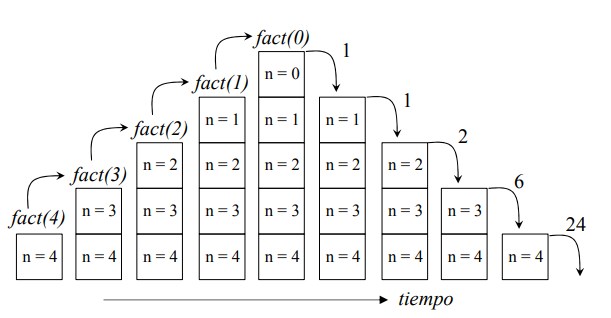 fact(0)
1
n = 0
fact(1)
1
n = 1
n = 1
n = 1
fact(2)
2
n = 2
n = 2
n = 2
n = 2
n = 2
fact(3)
6
n = 3
n = 3
n = 3
n = 3
n = 3
n = 3
n = 3
fact(4)
24
n = 4
n = 4
n = 4
n = 4
n = 4
n = 4
n = 4
n = 4
n = 4
tiempo